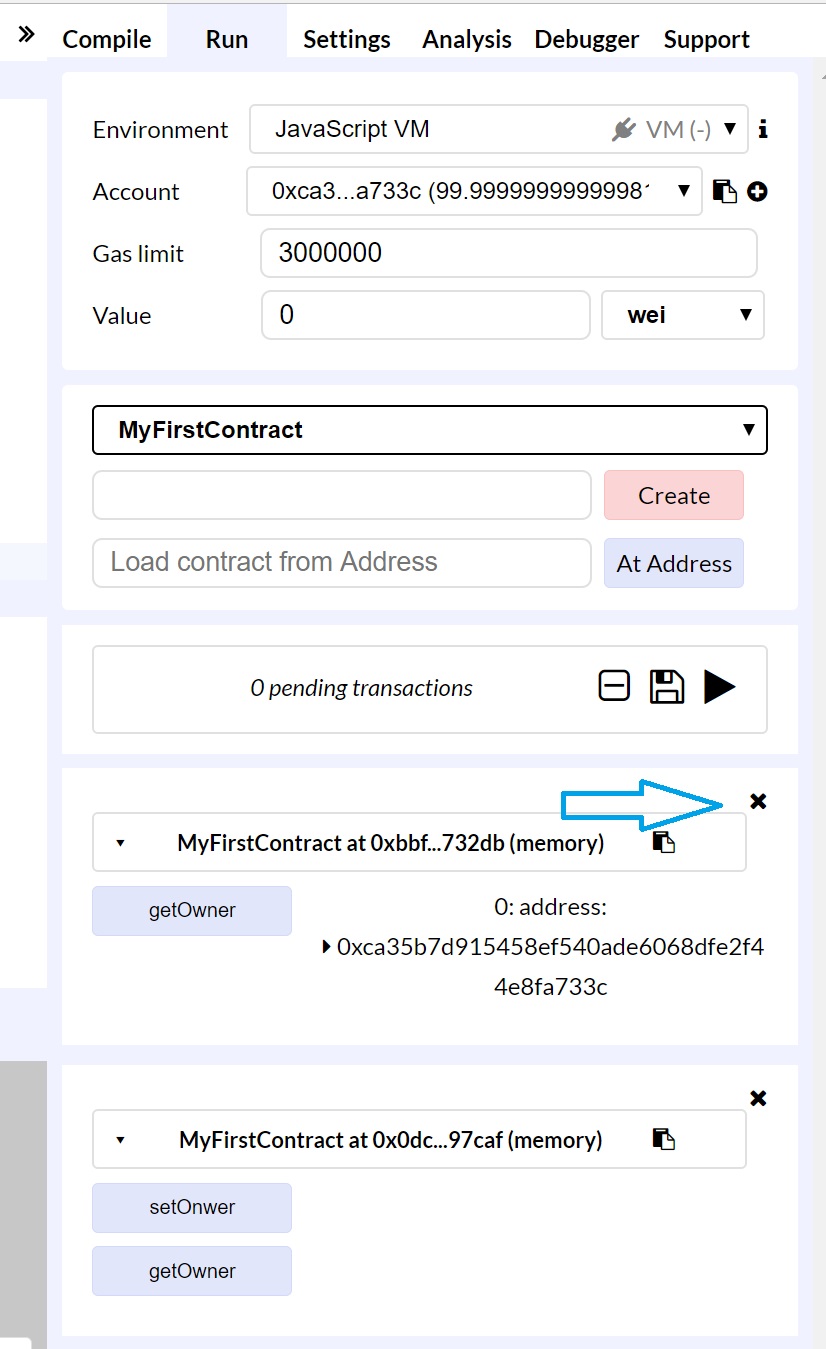 Compile Run Settings Analysis Debugger Support
Environment JavaScript VM VM (-)
Account 0xca3...a733c (99.9999999999998
Gas limit 3000000
Value 0 wei
MyFirstContract
Create
Load contract from Address At Address
0 pending transactions
MyFirstContract at 0xbbf...732db (memory)
getOwner 0: address:
0xca35b7d915458ef540ade6068dfe2f4
4e8fa733c
MyFirstContract at 0x0dc...97caf (memory)
setOnwer
getOwner